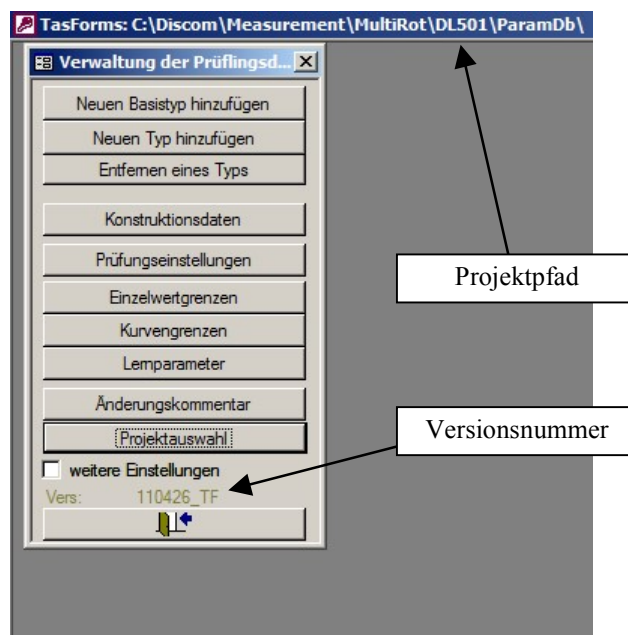 TasForms: C:\Discom\Measurement\MultiRot\DL501\ParamDb\
Verwaltung der Prüflingsd...
Neuen Basistyp hinzufügen
Neuen Typ hinzufügen
Entfernen eines Typs
Konstruktionsdaten
Prüfungseinstellungen
Projektpfad
Einzelwertgrenzen
Kurvengrenzen
Lernparameter
Änderungskommentar
Projektauswahl
Versionsnummer
weitere Einstellungen
Vers: 110426_TF